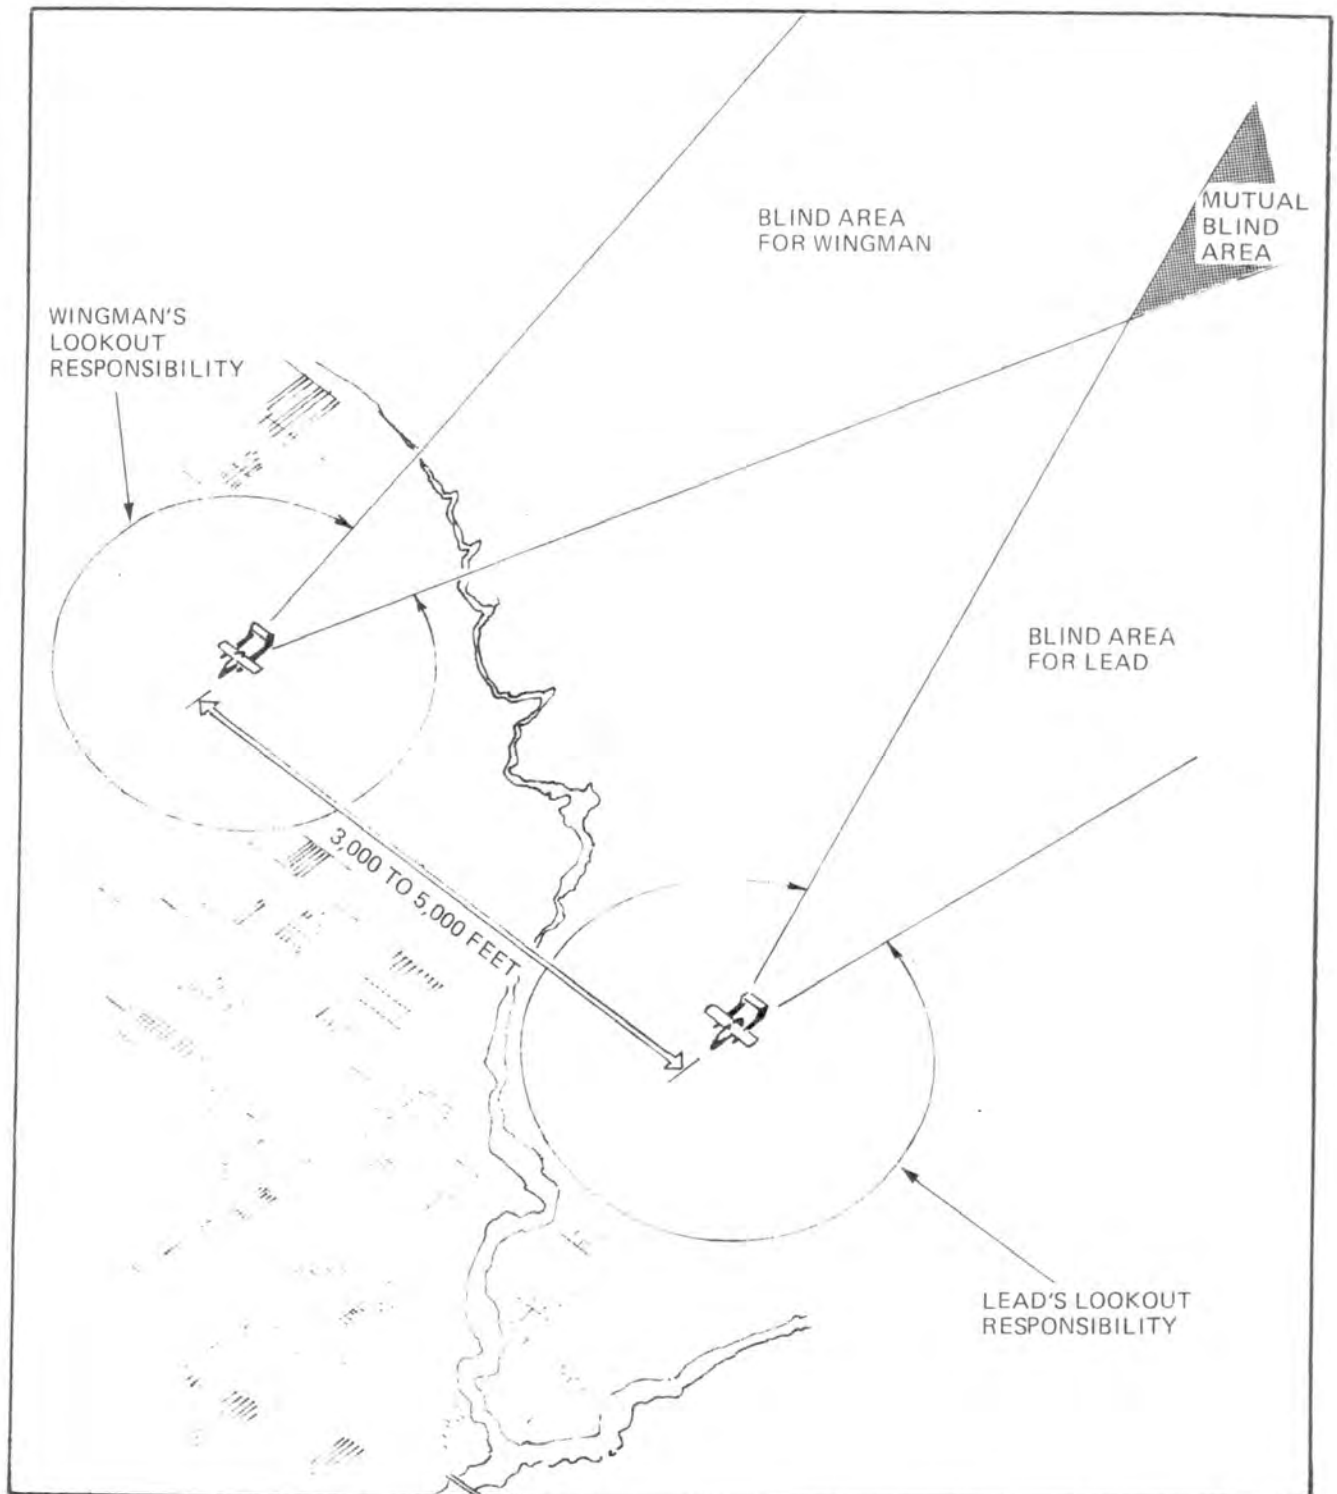 BLIND AREA
FOR WINGMAN
MUTUAL
BLIND
AREA
WINGMAN'S
LOOKOUT
RESPONSIBILITY
BLIND AREA
FOR LEAD
3,000 TO 5,000 FEET
LEAD'S LOOKOUT
RESPONSIBILITY